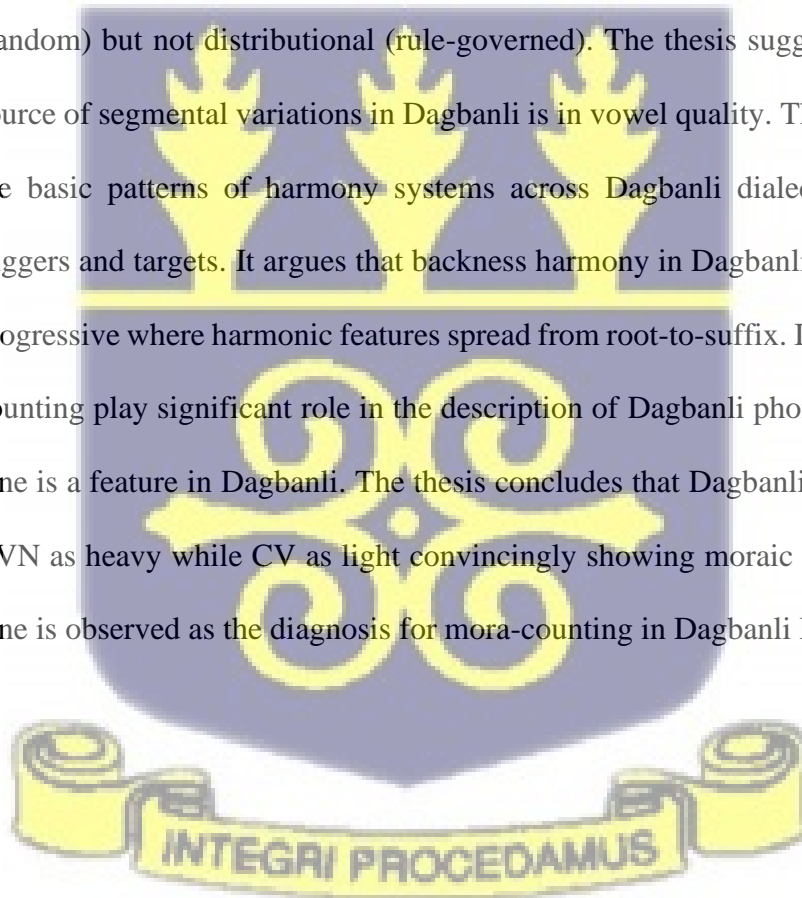 andom) but not distributional (rule-governed). The thesis sugg
ource of segmental variations in Dagbanli is in vowel quality. Th
e basic patterns of harmony systems across Dagbanli dialec
iggers and targets. It argues that backness harmony in Dagbanli
ogressive where harmonic features spread from root-to-suffix.
ounting play significant role in the description of Dagbanli pho
ne is a feature in Dagbanli. The thesis concludes that Dagbanli
VN as heavy while CV as light convincingly showing moraic
ne is observed as the diagnosis for mora-counting in Dagbanli
INTEGRI PROCEDAMUS